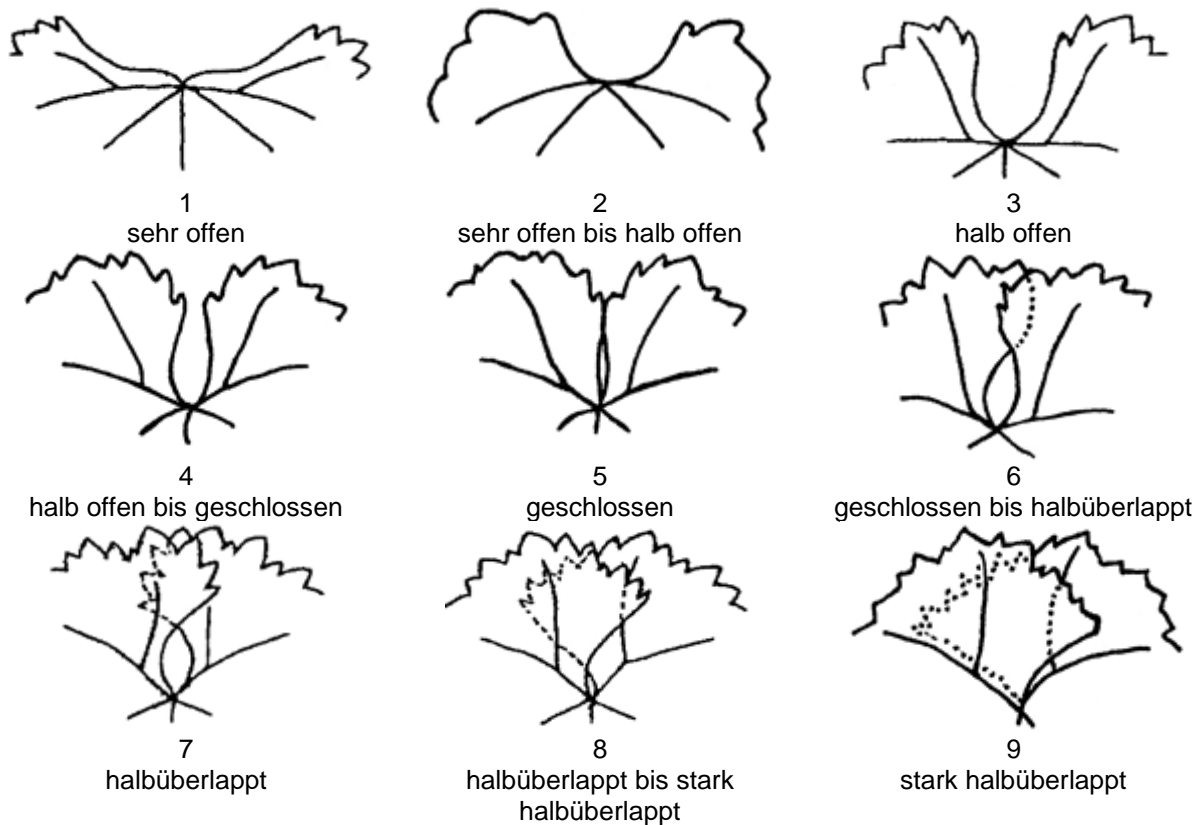 1
sehr offen
2
sehr offen bis halb offen
3
halb offen
4
halb offen bis geschlossen
5
geschlossen
6
geschlossen bis halbüberlappt
7
halbüberlappt
8
halbüberlappt bis stark
halbüberlappt
9
stark halbüberlappt